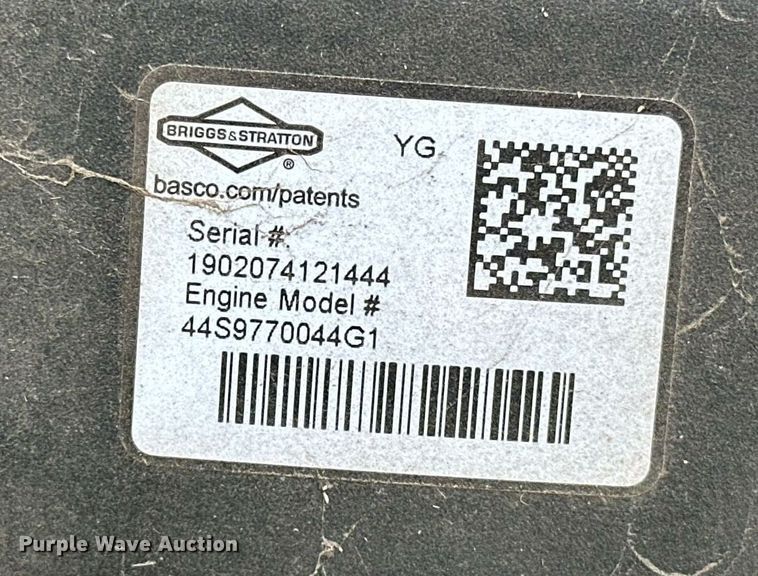 BRIGGS&STRATTON
®
YG
basco.com/patents
Serial #:
1902074121444
Engine Model #
44S9770044G1
Purple Wave Auction